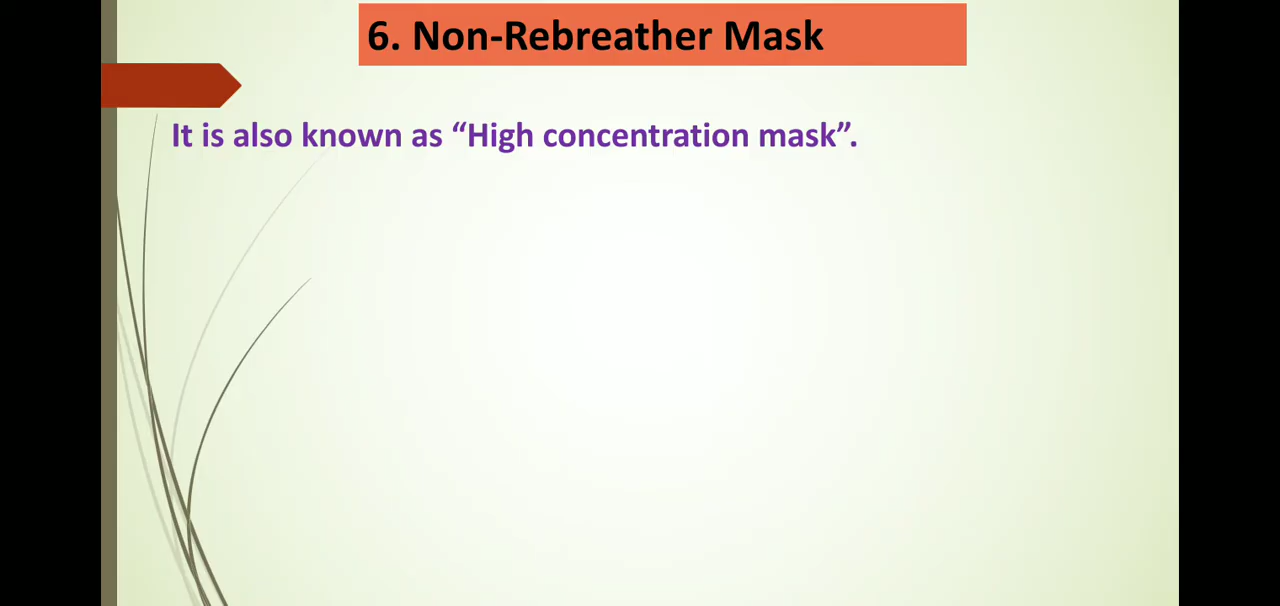 6. Non-Rebreather Mask
It is also known as “High concentration mask”.